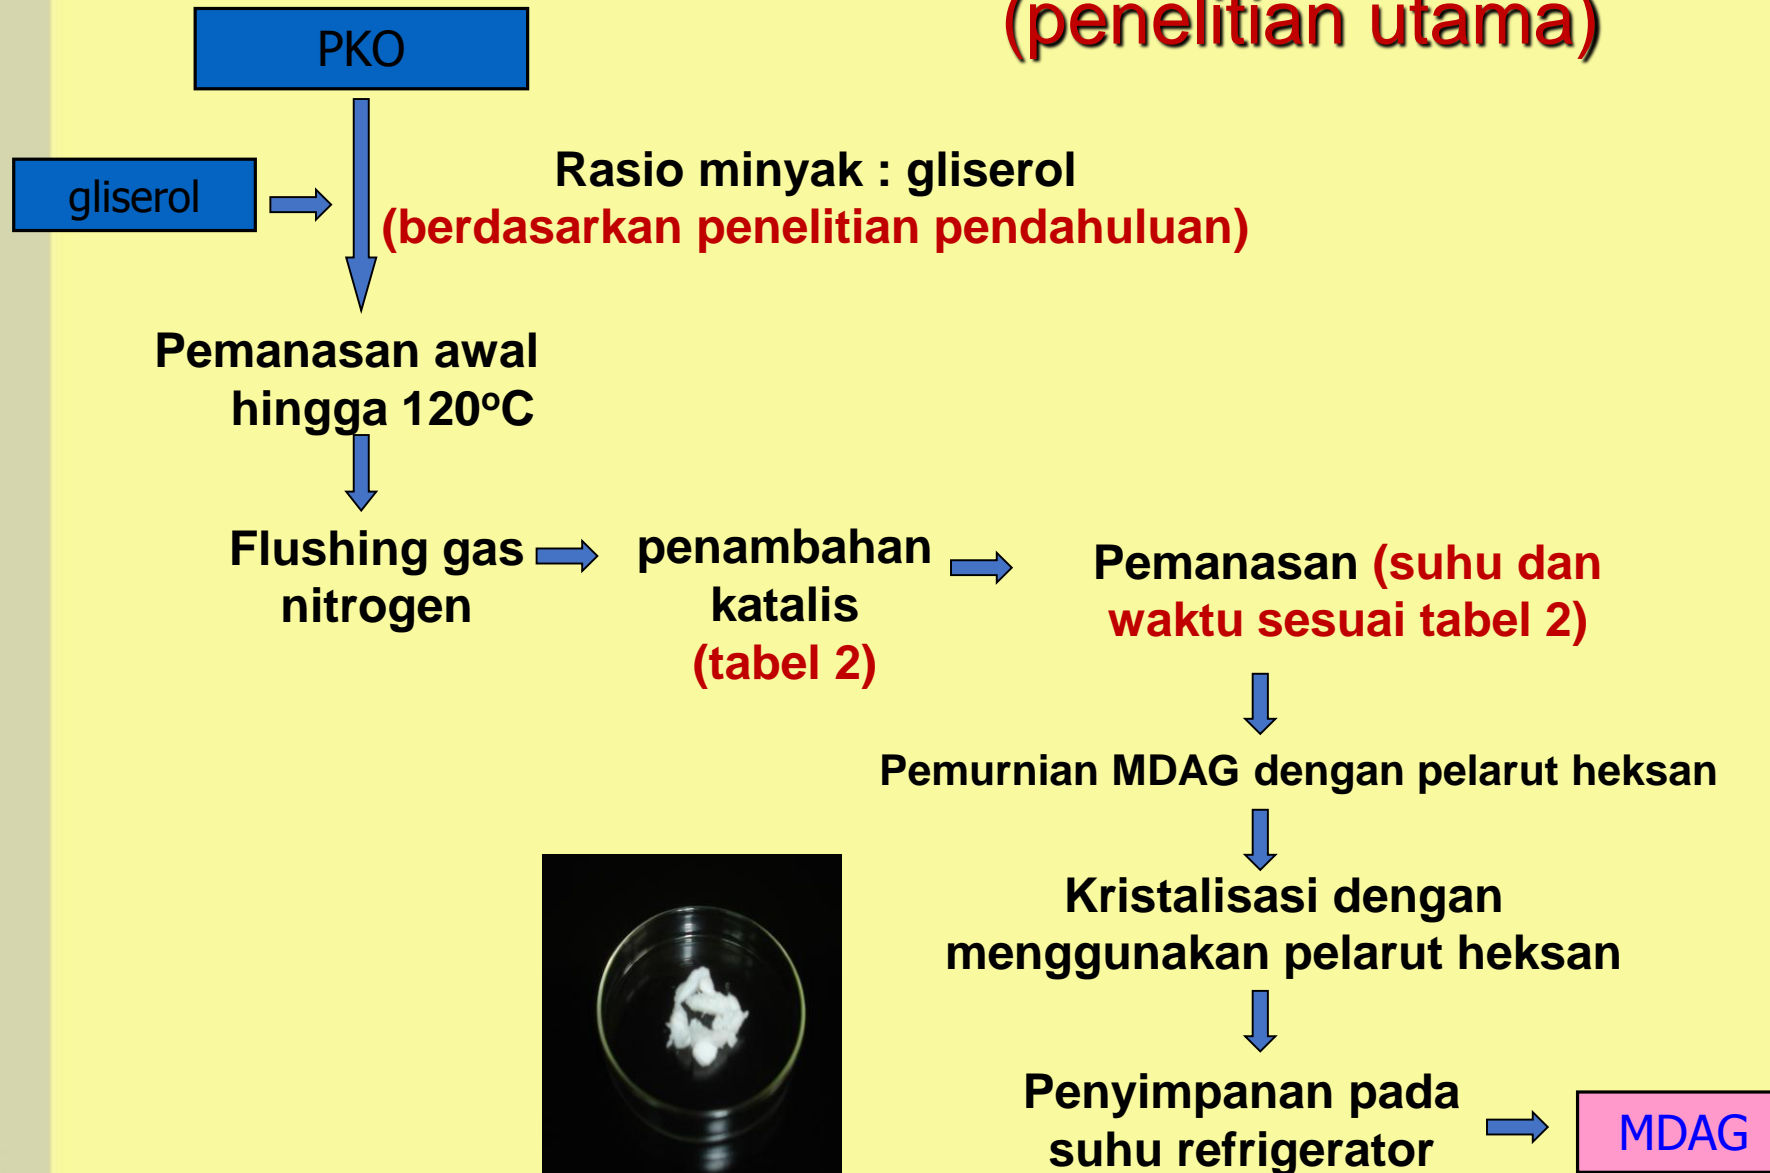 (penelitian utama)
PKO
gliserol
Rasio minyak : gliserol
(berdasarkan penelitian pendahuluan)
Pemanasan awal
hingga 120°C
Flushing gas
nitrogen
penambahan
katalis
(tabel 2)
Pemanasan (suhu dan
waktu sesuai tabel 2)
Pemurnian MDAG dengan pelarut heksan
Kristalisasi dengan
menggunakan pelarut heksan
Penyimpanan pada
suhu refrigerator
MDAG